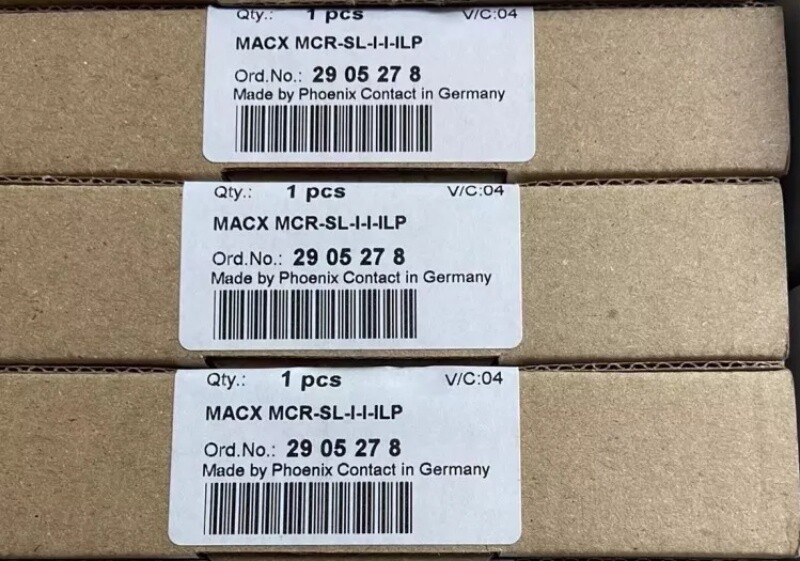 Qty.: 1 pcs V/C:04
MACX MCR-SL-I-I-ILP
Ord.No.: 29 05 27 8
Made by Phoenix Contact in Germany
Qty.: 1 pcs V/C:04
MACX MCR-SL-I-I-ILP
Ord.No.: 29 05 27 8
Made by Phoenix Contact in Germany
Qty.: 1 pcs V/C:04
MACX MCR-SL-I-I-ILP
Ord.No.: 29 05 27 8
Made by Phoenix Contact in Germany